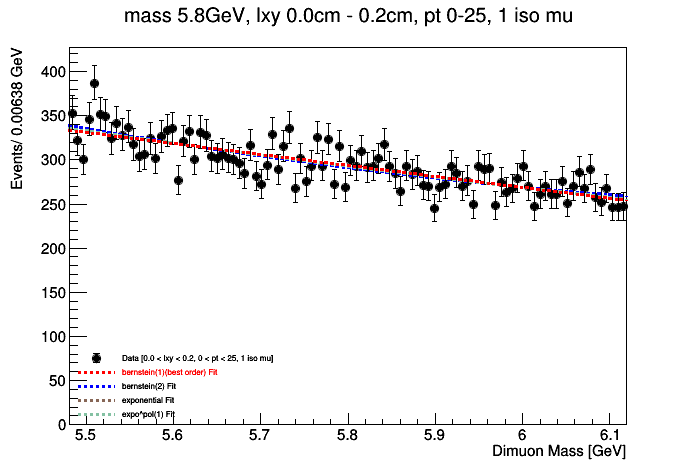 mass 5.8GeV, lxy 0.0cm - 0.2cm, pt 0-25, 1 iso mu
Events/ 0.00638 GeV
400
350
300
250
200
150
100
50
0
Data [0.0 < lxy < 0.2, 0 < pt < 25, 1 iso mu]
bernstein(1)(best order) Fit
bernstein(2) Fit
exponential Fit
expo*pol(1) Fit
5.5 5.6 5.7 5.8 5.9 6 6.1
Dimuon Mass [GeV]